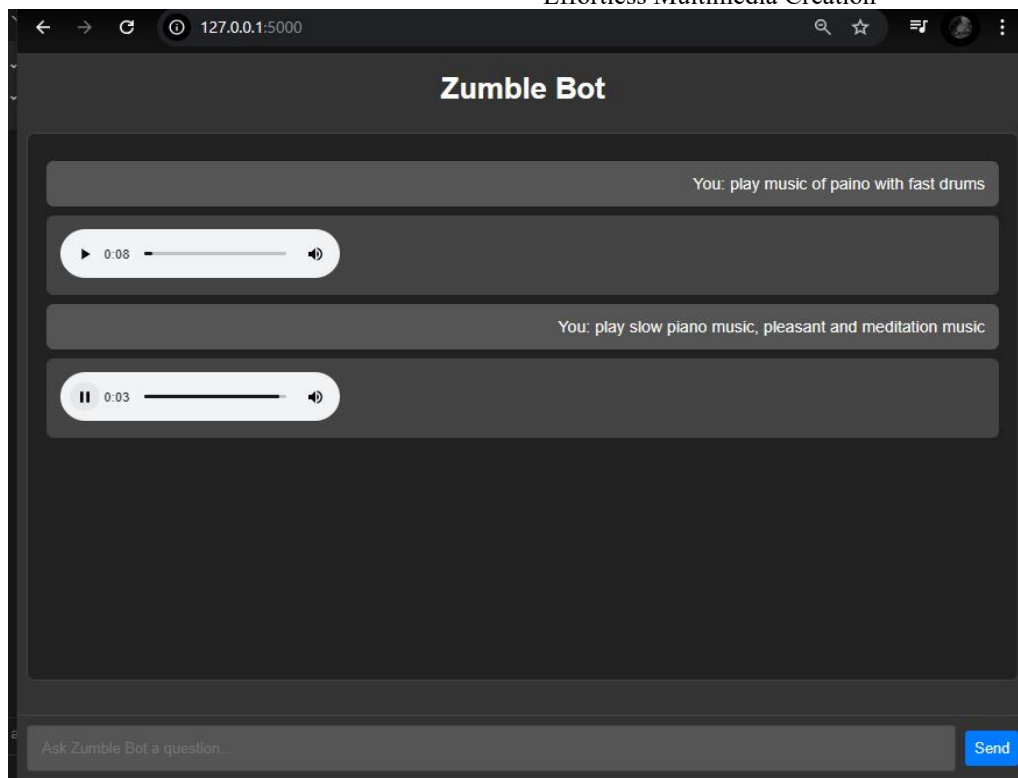 Effortless Multimedia Creation
127.0.0.1:5000
Zumble Bot
You: play music of paino with fast drums
0:08
You: play slow piano music, pleasant and meditation music
0:03
Ask Zumble Bot a question...
Send